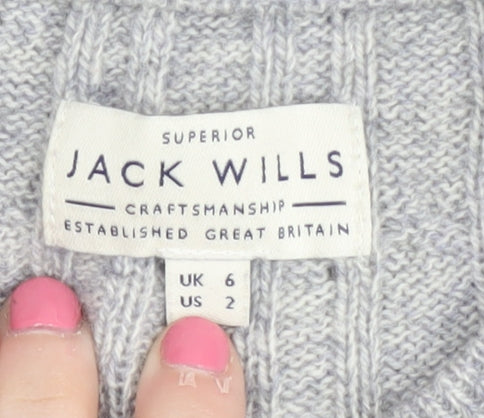 SUPERIOR
JACK WILLS
CRAFTSMANSHIP
ESTABLISHED GREAT BRITAIN
UK 6
US 2